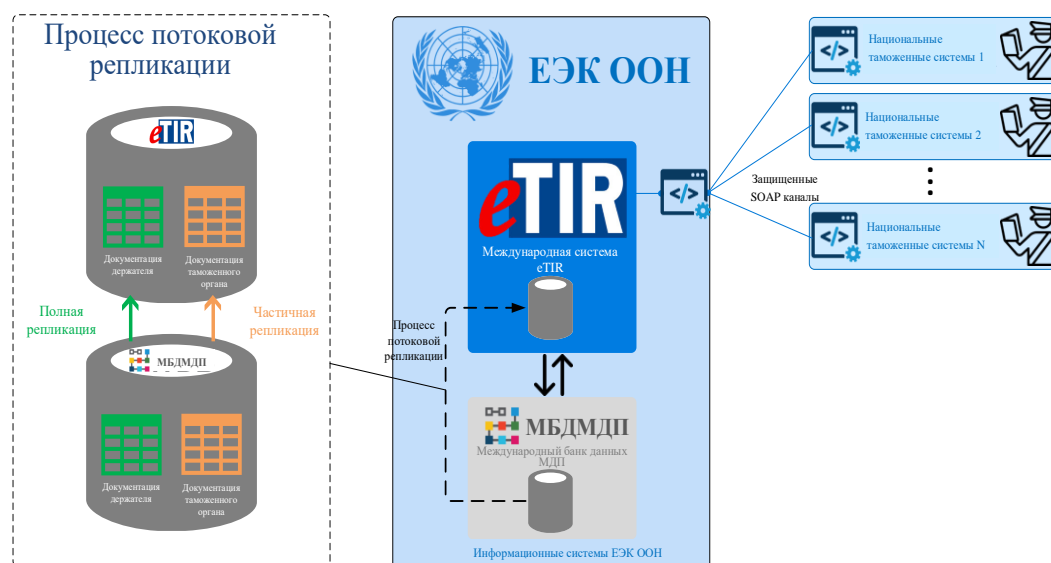 Процесс потоковой
репликации
eTIR
Документация
держателя
Документация
таможенного
органа
Полная
репликация
Частичная
репликация
МБДМДП
Документация
держателя
Документация
таможенного
органа
ЕЭК ООН
eTIR
Международная система
eTIR
Процесс
потоковой
репликации
МБДМДП
Международный банк данных
МДП
Информационные системы ЕЭК ООН
Защищенные
SOAP каналы
Национальные
таможенные системы 1
Национальные
таможенные системы 2
Национальные
таможенные системы N